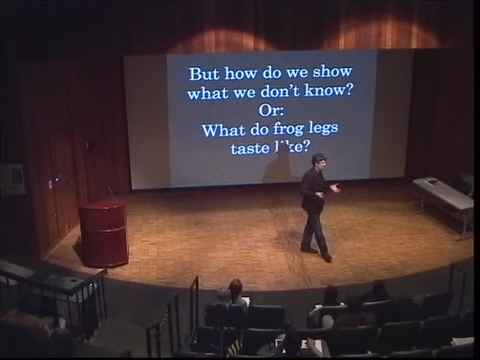 But how do we show
what we don't know?
Or:
What do frog legs
taste like?